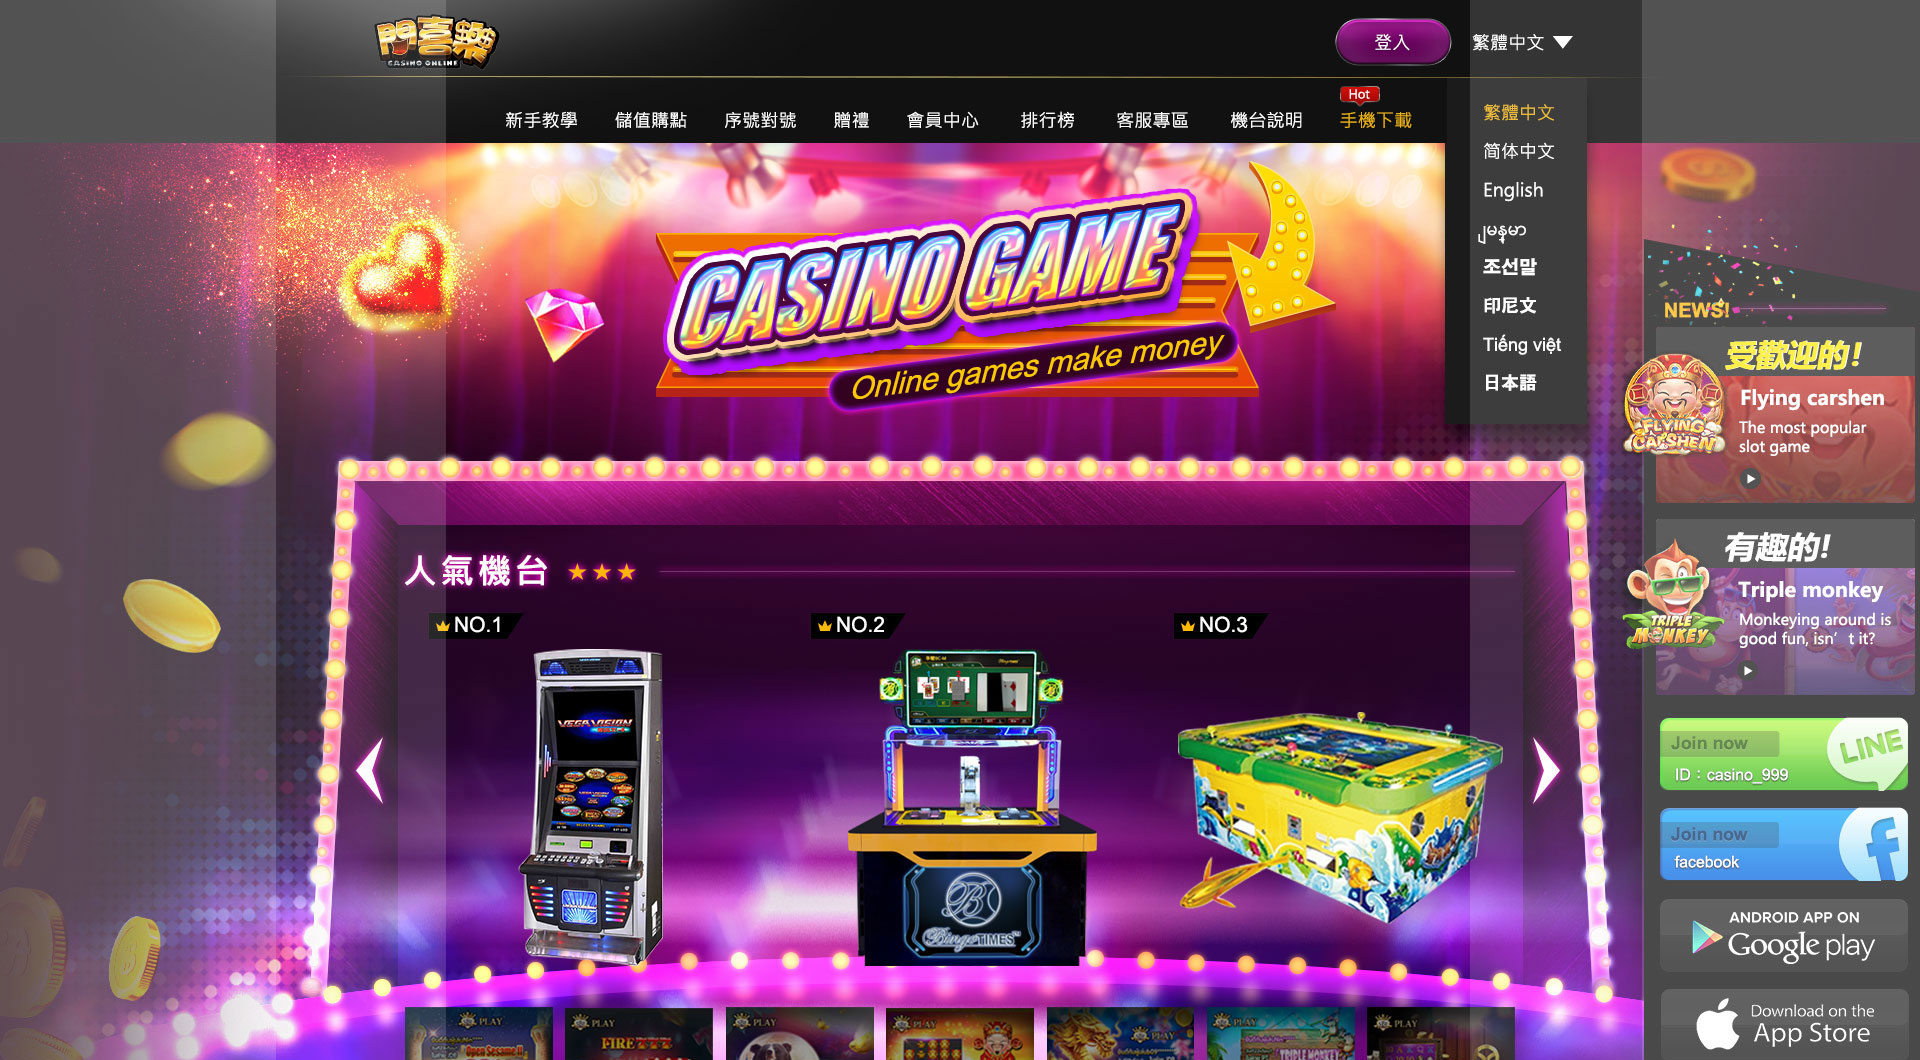 門喜樂
CASINO ONLINE
登入
繁體中文
新手教學
儲值購點
序號對號
贈禮
會員中心
排行榜
客服專區
機台說明
Hot
手機下載
繁體中文
简体中文
English
မြန်မာ
조선말
印尼文
Tiếng việt
日本語
CASINO GAME
Online games make money
NEWS!
受歡迎的!
FLYING
CAISHEN
Flying carshen
The most popular
slot game
有趣的!
TRIPLE
MONKEY
Triple monkey
Monkeying around is
good fun, isn't it?
Join now
ID：casino_999
LINE
Join now
facebook
f
ANDROID APP ON
Google play
Download on the
App Store
人氣機台
NO.1
NO.2
NO.3
VEGA VISION
B
BingoTIMES
PLAY
Open Sesame II
PLAY
FIRE 777
PLAY
PLAY
PLAY
PLAY
TRIPLE MONKEY
PLAY